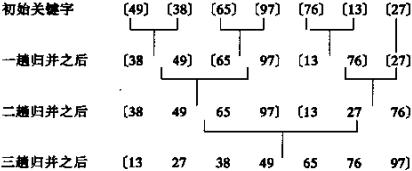 初始关键字 〔49〕 〔38〕 〔65〕 〔97〕 〔76〕 〔13〕 〔27〕
一趟归并之后 〔38 49〕 〔65 97〕 〔13 76〕 〔27〕
二趟归并之后 〔38 49 65 97〕 〔13 27 76〕
三趟归并之后 〔13 27 38 49 65 76 97〕